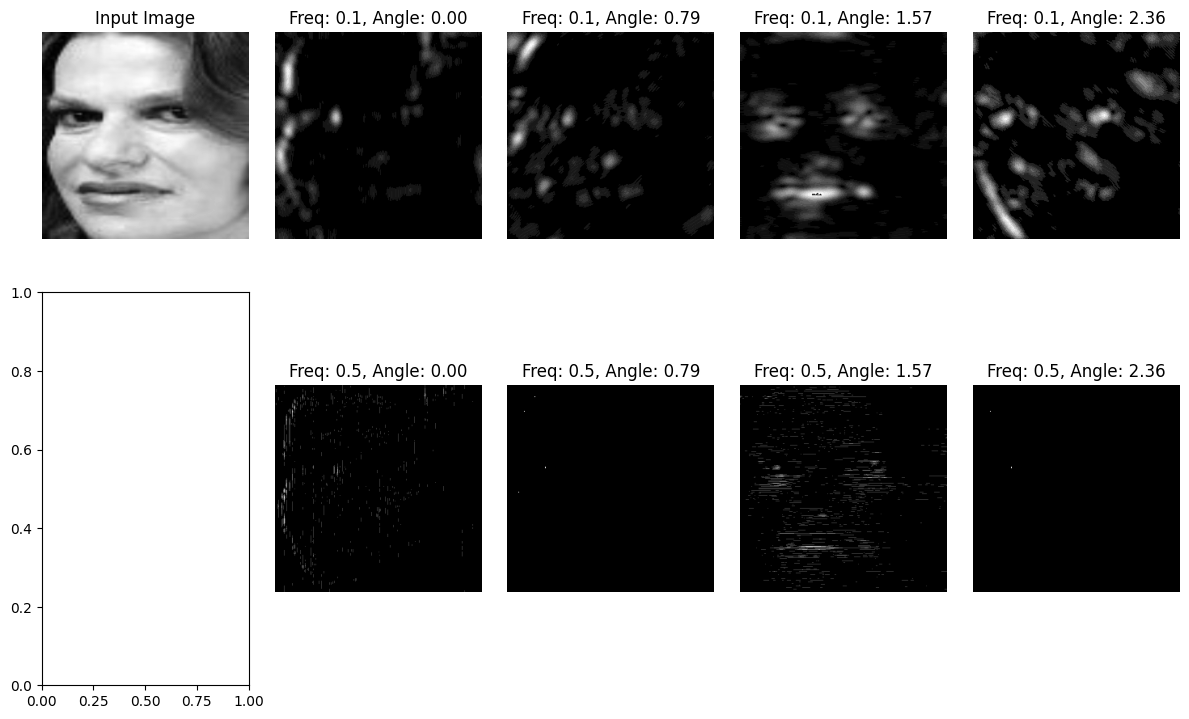 Input Image
Freq: 0.1, Angle: 0.00
Freq: 0.1, Angle: 0.79
Freq: 0.1, Angle: 1.57
Freq: 0.1, Angle: 2.36
1.0
0.8
0.6
0.4
0.2
0.0
0.00 0.25 0.50 0.75 1.00
Freq: 0.5, Angle: 0.00
Freq: 0.5, Angle: 0.79
Freq: 0.5, Angle: 1.57
Freq: 0.5, Angle: 2.36